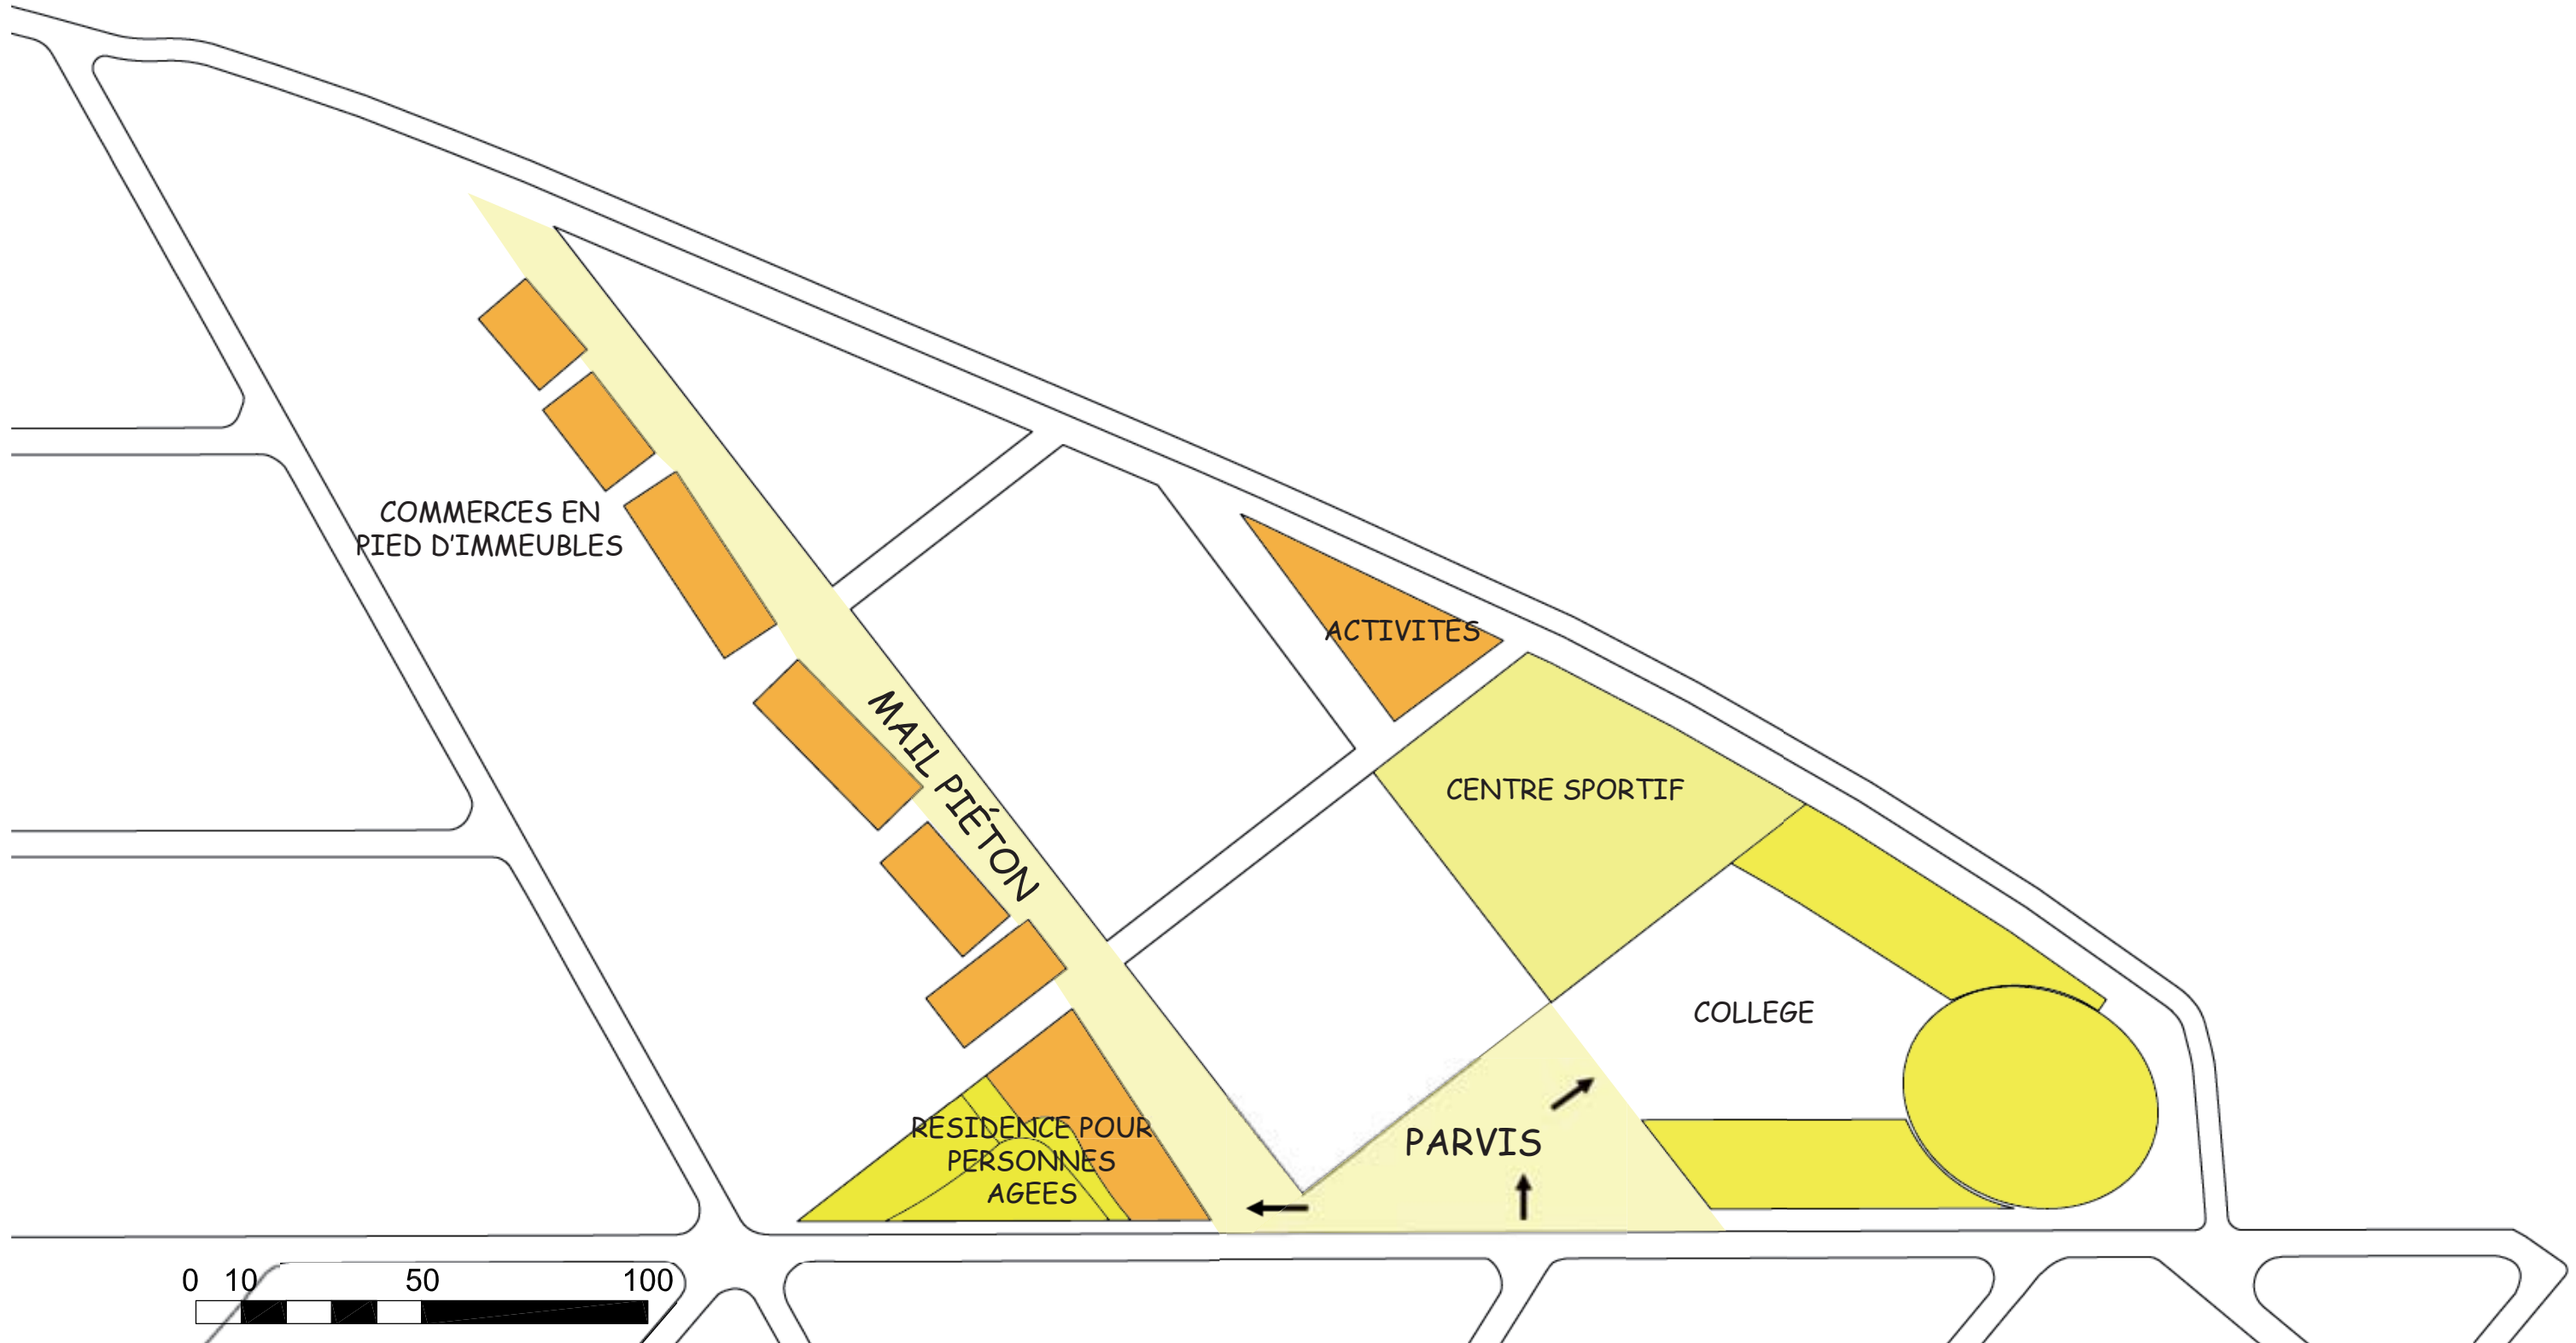 COMMERCES EN
PIED D'IMMEUBLES
ACTIVITES
MAIL PIÉTON
CENTRE SPORTIF
COLLEGE
RESIDENCE POUR
PERSONNES
AGEES
PARVIS
0 10 50 100